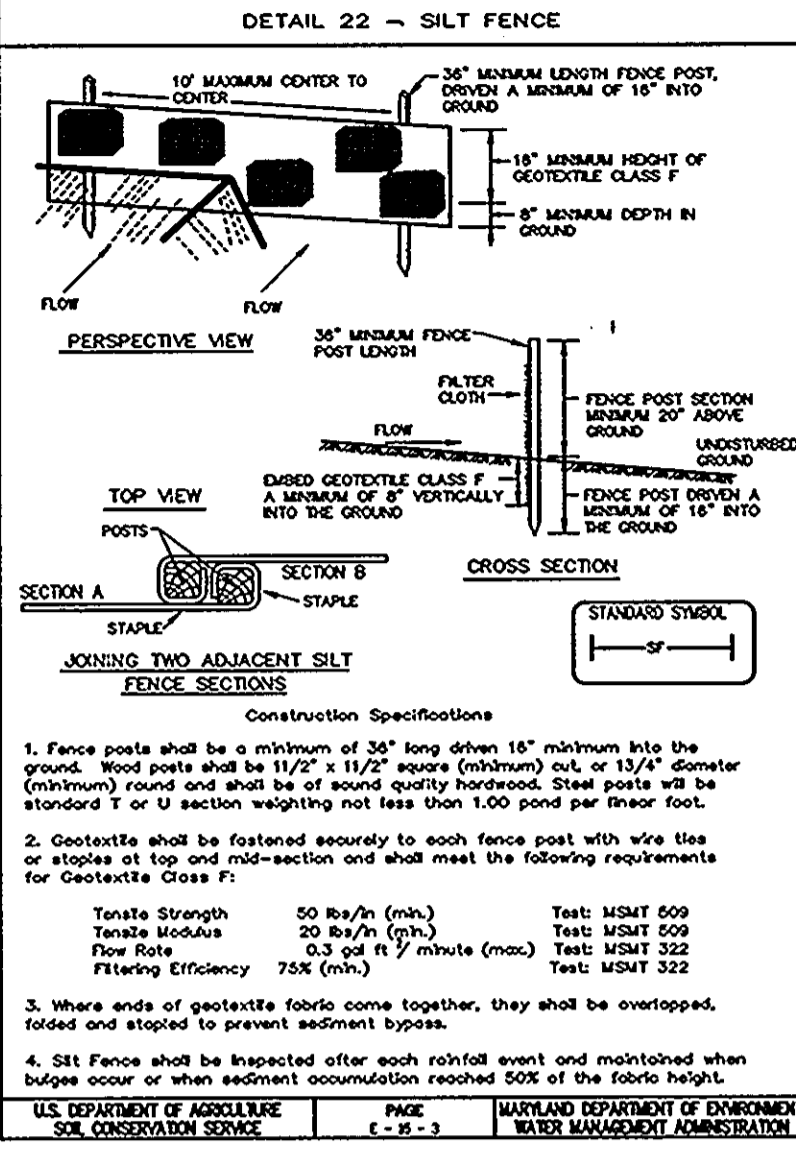 DETAIL 22 - SILT FENCE
10' MAXIMUM CENTER TO
CENTER
36" MINIMUM LENGTH FENCE POST,
DRIVEN A MINIMUM OF 16" INTO
GROUND
16" MINIMUM HEIGHT OF
GEOTEXTILE CLASS F
8" MINIMUM DEPTH IN
GROUND
FLOW
FLOW
PERSPECTIVE VIEW
36" MINIMUM FENCE
POST LENGTH
FILTER
CLOTH
FLOW
FENCE POST SECTION
MINIMUM 20" ABOVE
GROUND
UNDISTURBED
GROUND
EMBED GEOTEXTILE CLASS F
A MINIMUM OF 8" VERTICALLY
INTO THE GROUND
FENCE POST DRIVEN A
MINIMUM OF 16" INTO
THE GROUND
CROSS SECTION
TOP VIEW
POSTS
SECTION A
SECTION B
STAPLE
STAPLE
JOINING TWO ADJACENT SILT
FENCE SECTIONS
STANDARD SYMBOL
SF
Construction Specifications
1. Fence posts shall be a minimum of 36" long driven 16" minimum into the
ground. Wood posts shall be 11/2" x 11/2" square (minimum) cut, or 13/4" diameter
(minimum) round and shall be of sound quality hardwood. Steel posts will be
standard T or U section weighting not less than 1.00 pond per linear foot.
2. Geotextile shall be fastened securely to each fence post with wire ties
or staples at top and mid-section and shall meet the following requirements
for Geotextile Class F:
Tensile Strength 50 lbs/in (min.) Test: MSMT 509
Tensile Modulus 20 lbs/in (min.) Test: MSMT 509
Flow Rate 0.3 gal ft ²/ minute (max.) Test: MSMT 322
Filtering Efficiency 75% (min.) Test: MSMT 322
3. Where ends of geotextile fabric come together, they shall be overlapped,
folded and stapled to prevent sediment bypass.
4. Silt Fence shall be inspected after each rainfall event and maintained when
bulges occur or when sediment accumulation reached 50% of the fabric height.
U.S. DEPARTMENT OF AGRICULTURE
SOIL CONSERVATION SERVICE
PAGE
E - 15 - 3
MARYLAND DEPARTMENT OF ENVIRONMEN
WATER MANAGEMENT ADMINISTRATION